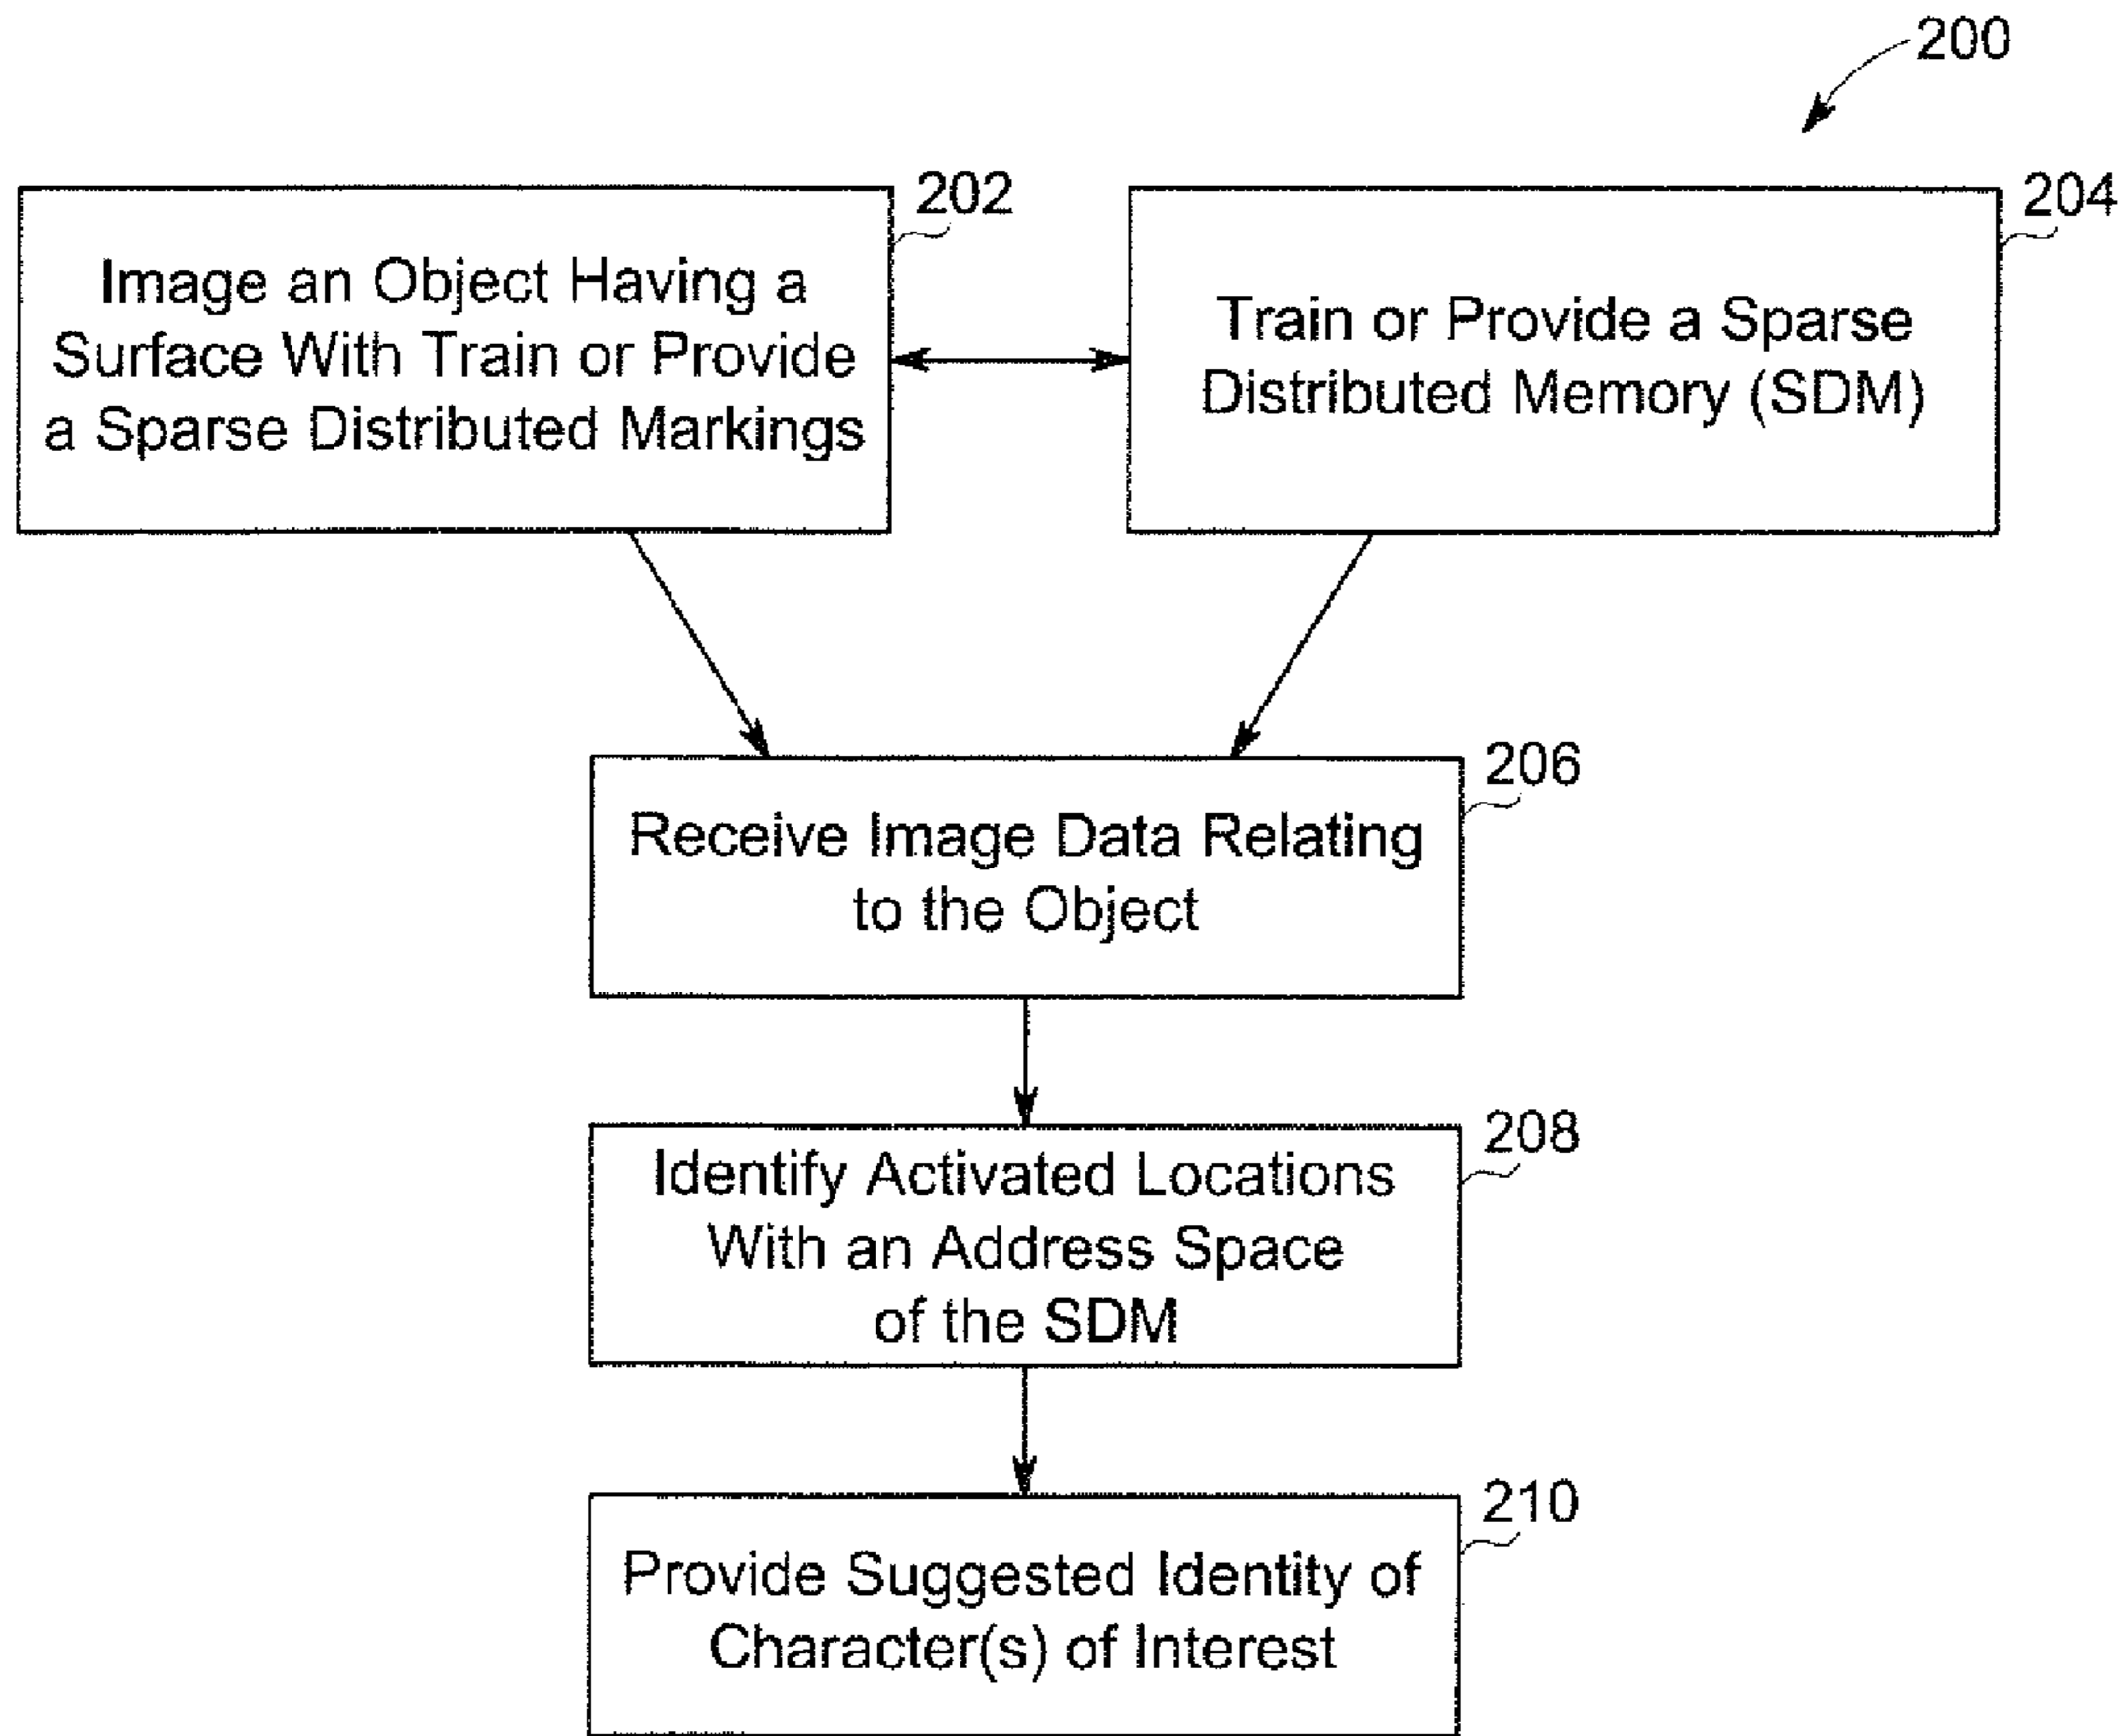 200
202
Image an Object Having a
Surface With Train or Provide
a Sparse Distributed Markings
204
Train or Provide a Sparse
Distributed Memory (SDM)
206
Receive Image Data Relating
to the Object
208
Identify Activated Locations
With an Address Space
of the SDM
210
Provide Suggested Identity of
Character(s) of Interest